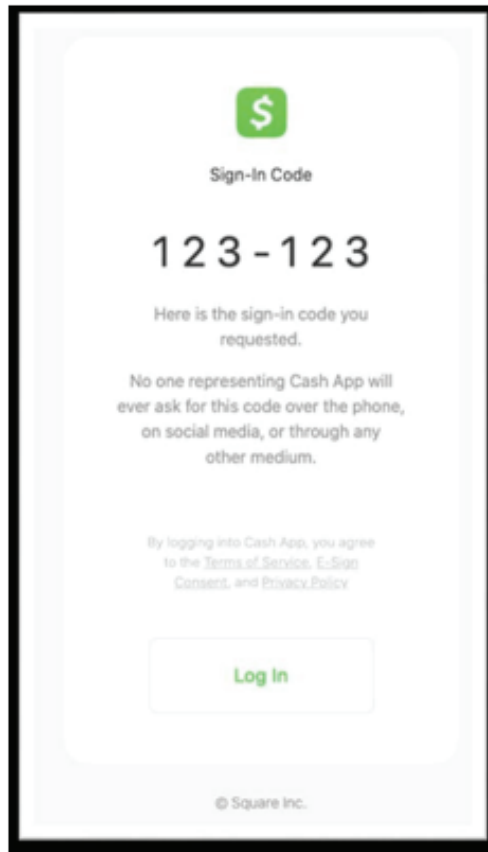 $
Sign-In Code
123-123
Here is the sign-in code you
requested.
No one representing Cash App will
ever ask for this code over the phone,
on social media, or through any
other medium.
By logging into Cash App, you agree
to the Terms of Service, E-Sign
Consent, and Privacy Policy
Log In
© Square Inc.